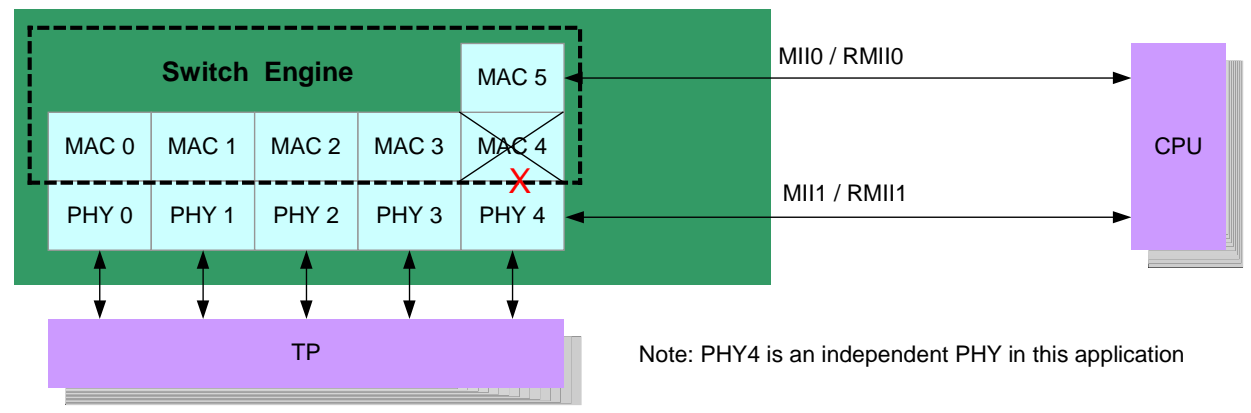 MII0 / RMII0
Switch Engine
MAC 5
MAC 0 MAC 1 MAC 2 MAC 3 MAC 4
CPU
X
MII1 / RMII1
PHY 0 PHY 1 PHY 2 PHY 3 PHY 4
TP
Note: PHY4 is an independent PHY in this application